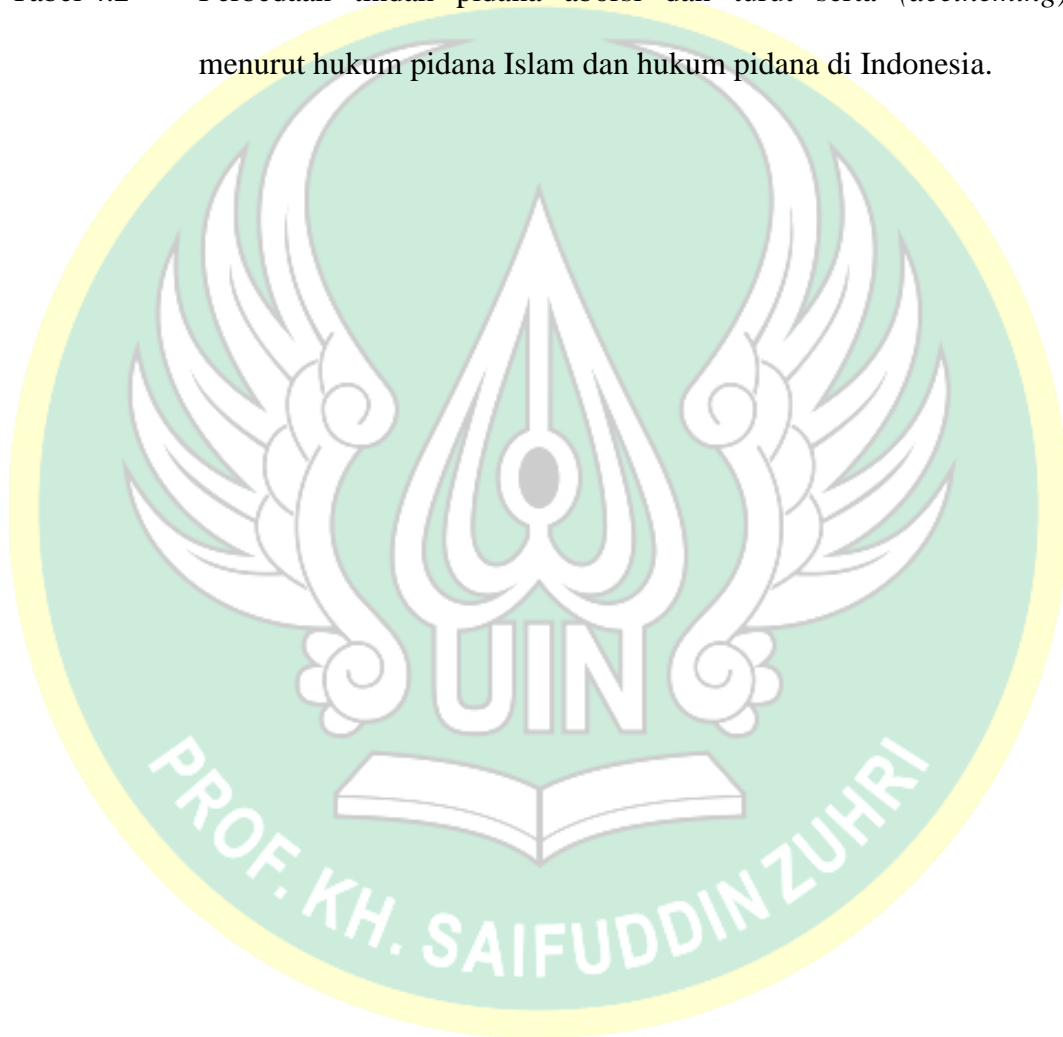 menurut hukum pidana Islam dan hukum pidana di Indonesia.
UIN
PROF. KH. SAIFUDDIN ZUHRI